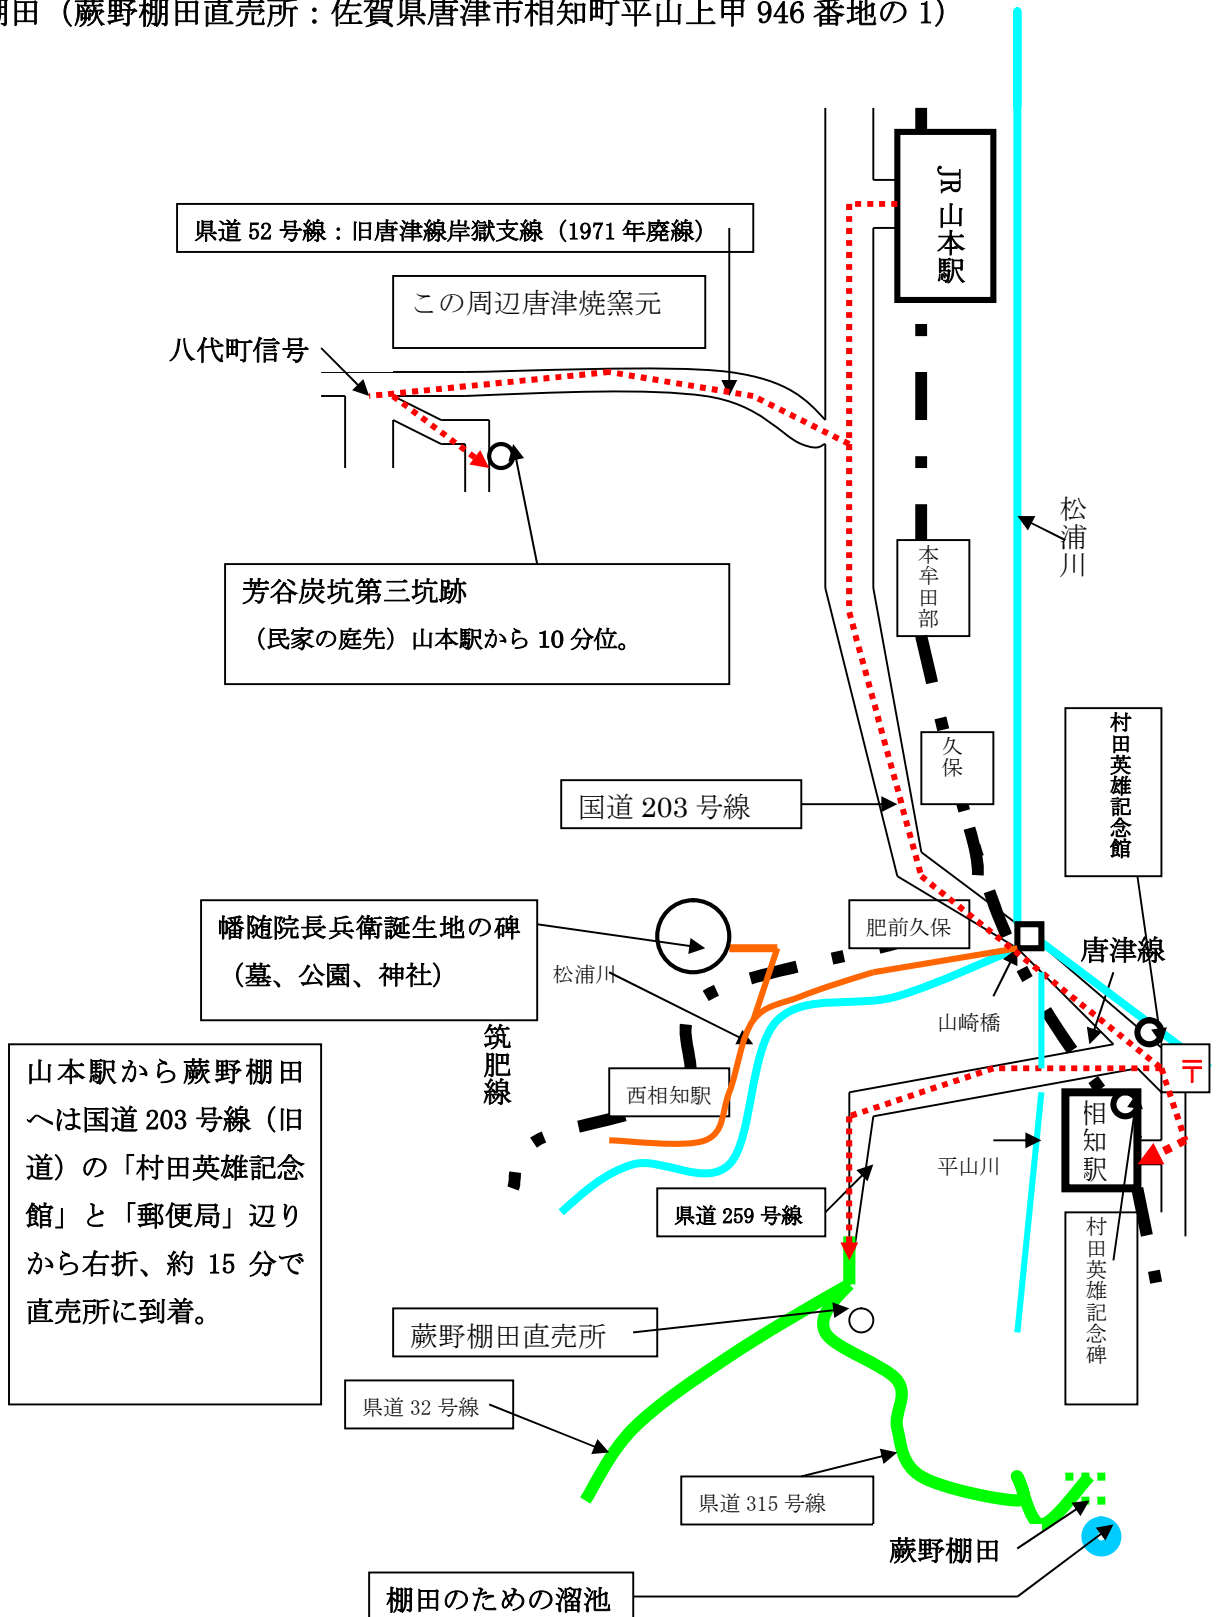 棚田（蕨野棚田直売所：佐賀県唐津市相知町平山上甲 946 番地の 1）
JR 山本駅
県道 52 号線：旧唐津線岸獄支線（1971 年廃線）
この周辺唐津焼窯元
八代町信号
松浦川
本牟田部
芳谷炭坑第三坑跡
（民家の庭先）山本駅から 10 分位。
村田英雄記念館
久保
国道 203 号線
幡随院長兵衛誕生地の碑
（墓、公園、神社）
肥前久保
唐津線
松浦川
山崎橋
筑肥線
山本駅から蕨野棚田
へは国道 203 号線（旧
道）の「村田英雄記念
館」と「郵便局」辺り
から右折、約 15 分で
直売所に到着。
〒
西相知駅
相知駅
平山川
県道 259 号線
村田英雄記念碑
蕨野棚田直売所
県道 32 号線
県道 315 号線
蕨野棚田
棚田のための溜池